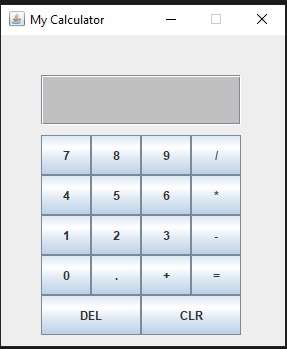 My Calculator
7 8 9 /
4 5 6 *
1 2 3 -
0 . + =
DEL CLR